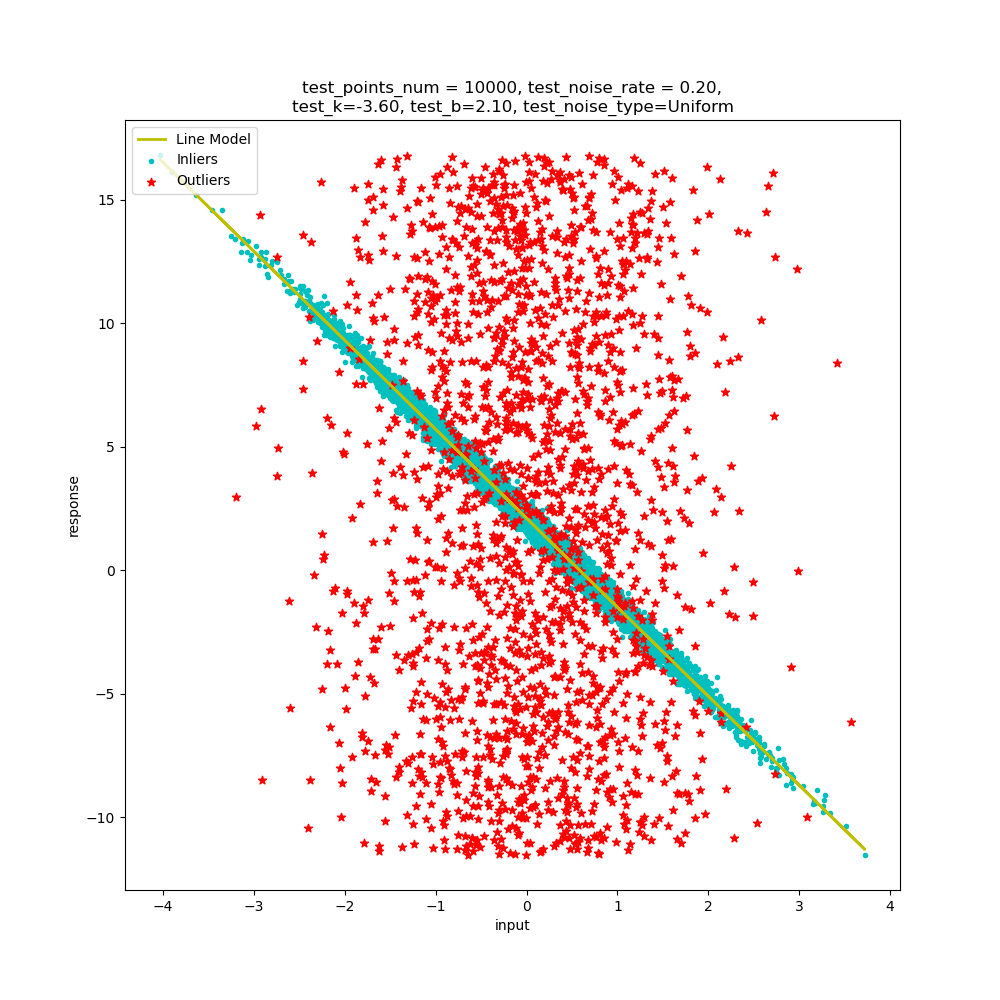 test_points_num = 10000, test_noise_rate = 0.20,
test_k=-3.60, test_b=2.10, test_noise_type=Uniform
Line Model
Inliers
Outliers
15
10
5
0
−5
−10
response
−4 −3 −2 −1 0 1 2 3 4
input